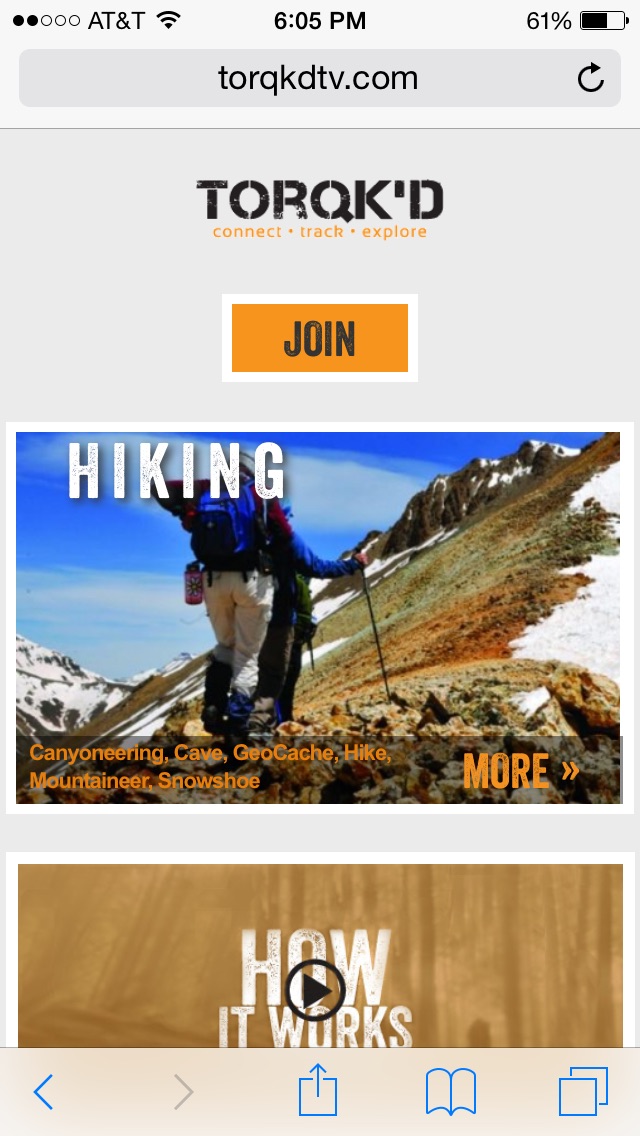 AT&T 6:05 PM 61%
torqkdtv.com
TORQK'D
connect • track • explore
JOIN
HIKING
Canyoneering, Cave, GeoCache, Hike,
Mountaineer, Snowshoe
MORE »
HOW
IT WORKS